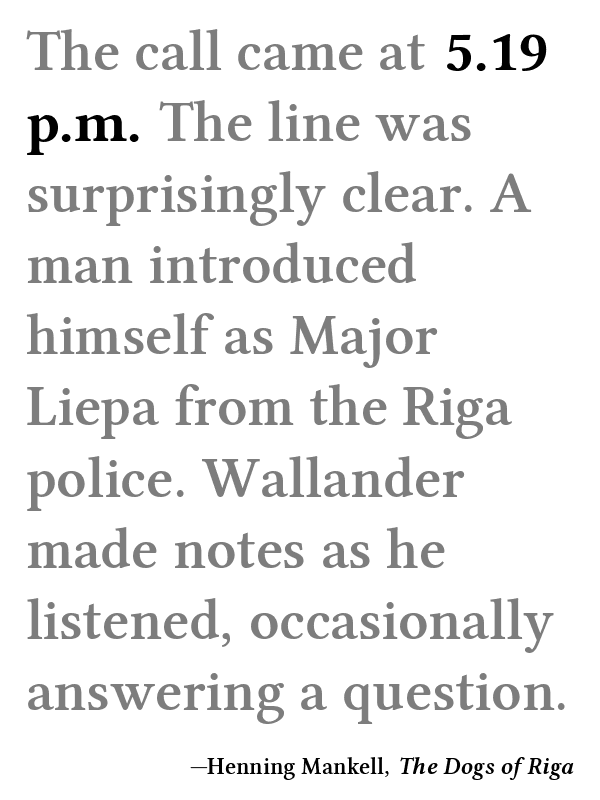 The call came at 5.19
p.m. The line was
surprisingly clear. A
man introduced
himself as Major
Liepa from the Riga
police. Wallander
made notes as he
listened, occasionally
answering a question.
—Henning Mankell, The Dogs of Riga